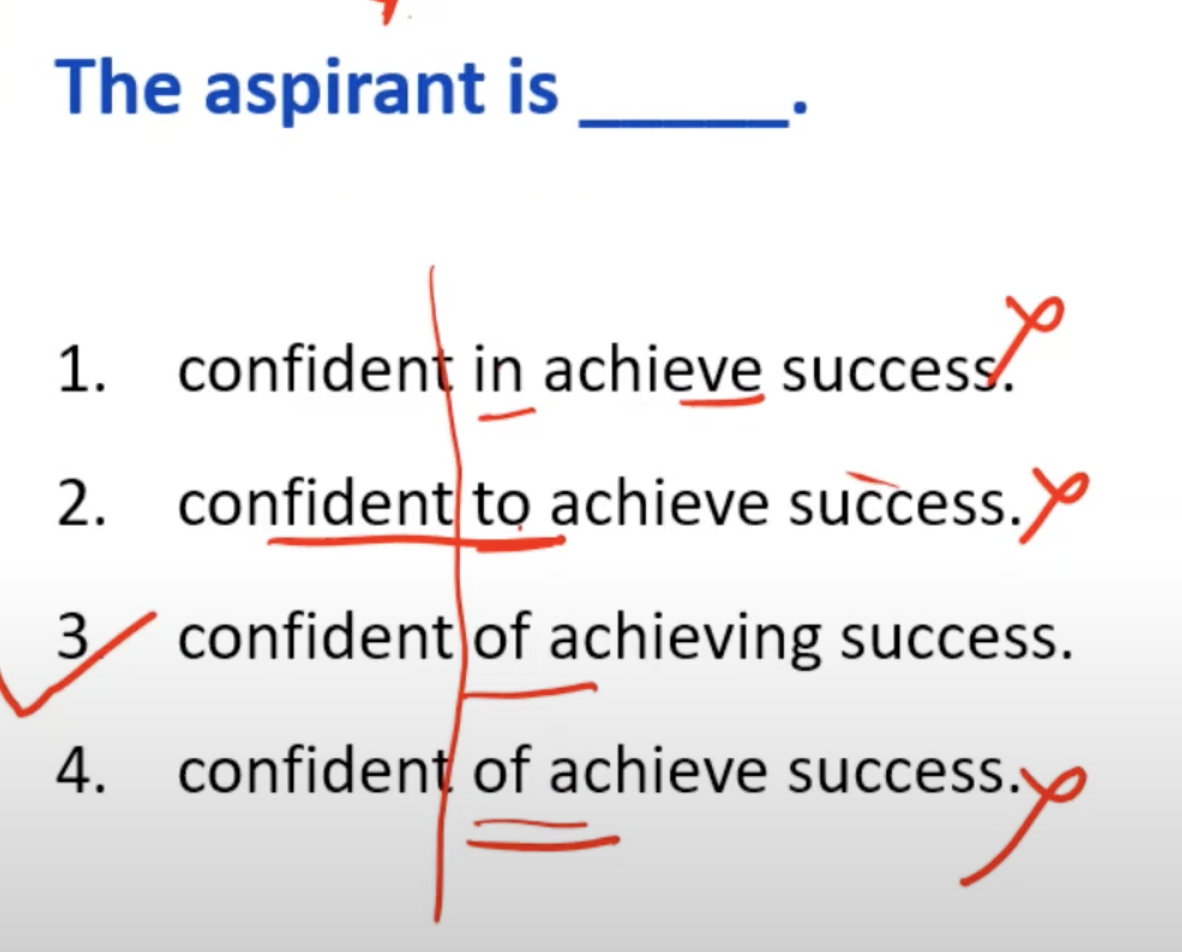 The aspirant is _____.
1. confident in achieve success.
2. confident to achieve success.
3 confident of achieving success.
4. confident of achieve success.